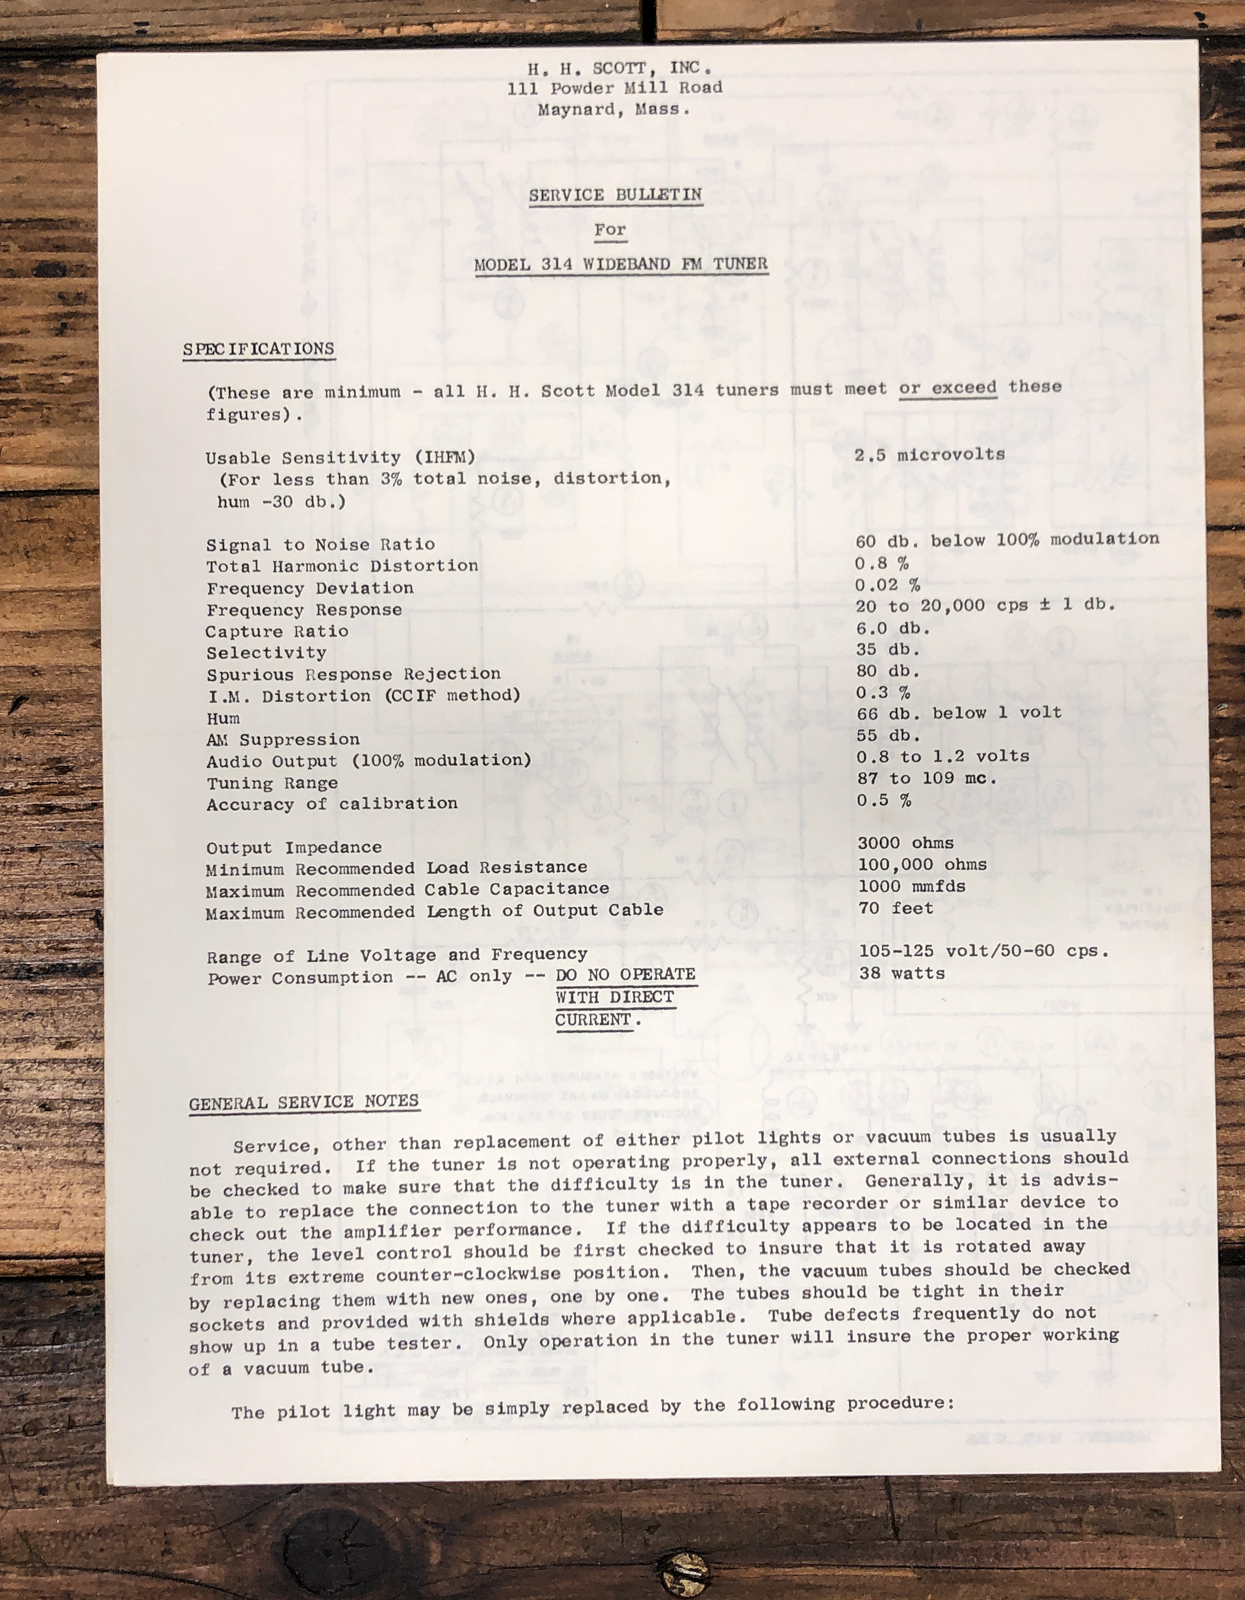 H. H. SCOTT, INC.
111 Powder Mill Road
Maynard, Mass.
SERVICE BULLETIN
For
MODEL 314 WIDEBAND FM TUNER
SPECIFICATIONS
(These are minimum - all H. H. Scott Model 314 tuners must meet or exceed these
figures).
Usable Sensitivity (IHFM) 2.5 microvolts
(For less than 3% total noise, distortion,
hum -30 db.)
Signal to Noise Ratio 60 db. below 100% modulation
Total Harmonic Distortion 0.8 %
Frequency Deviation 0.02 %
Frequency Response 20 to 20,000 cps ± 1 db.
Capture Ratio 6.0 db.
Selectivity 35 db.
Spurious Response Rejection 80 db.
I.M. Distortion (CCIF method) 0.3 %
Hum 66 db. below 1 volt
AM Suppression 55 db.
Audio Output (100% modulation) 0.8 to 1.2 volts
Tuning Range 87 to 109 mc.
Accuracy of calibration 0.5 %
Output Impedance 3000 ohms
Minimum Recommended Load Resistance 100,000 ohms
Maximum Recommended Cable Capacitance 1000 mmfds
Maximum Recommended Length of Output Cable 70 feet
Range of Line Voltage and Frequency 105-125 volt/50-60 cps.
Power Consumption -- AC only -- DO NO OPERATE 38 watts
WITH DIRECT
CURRENT.
GENERAL SERVICE NOTES
Service, other than replacement of either pilot lights or vacuum tubes is usually
not required. If the tuner is not operating properly, all external connections should
be checked to make sure that the difficulty is in the tuner. Generally, it is advis-
able to replace the connection to the tuner with a tape recorder or similar device to
check out the amplifier performance. If the difficulty appears to be located in the
tuner, the level control should be first checked to insure that it is rotated away
from its extreme counter-clockwise position. Then, the vacuum tubes should be checked
by replacing them with new ones, one by one. The tubes should be tight in their
sockets and provided with shields where applicable. Tube defects frequently do not
show up in a tube tester. Only operation in the tuner will insure the proper working
of a vacuum tube.
The pilot light may be simply replaced by the following procedure: